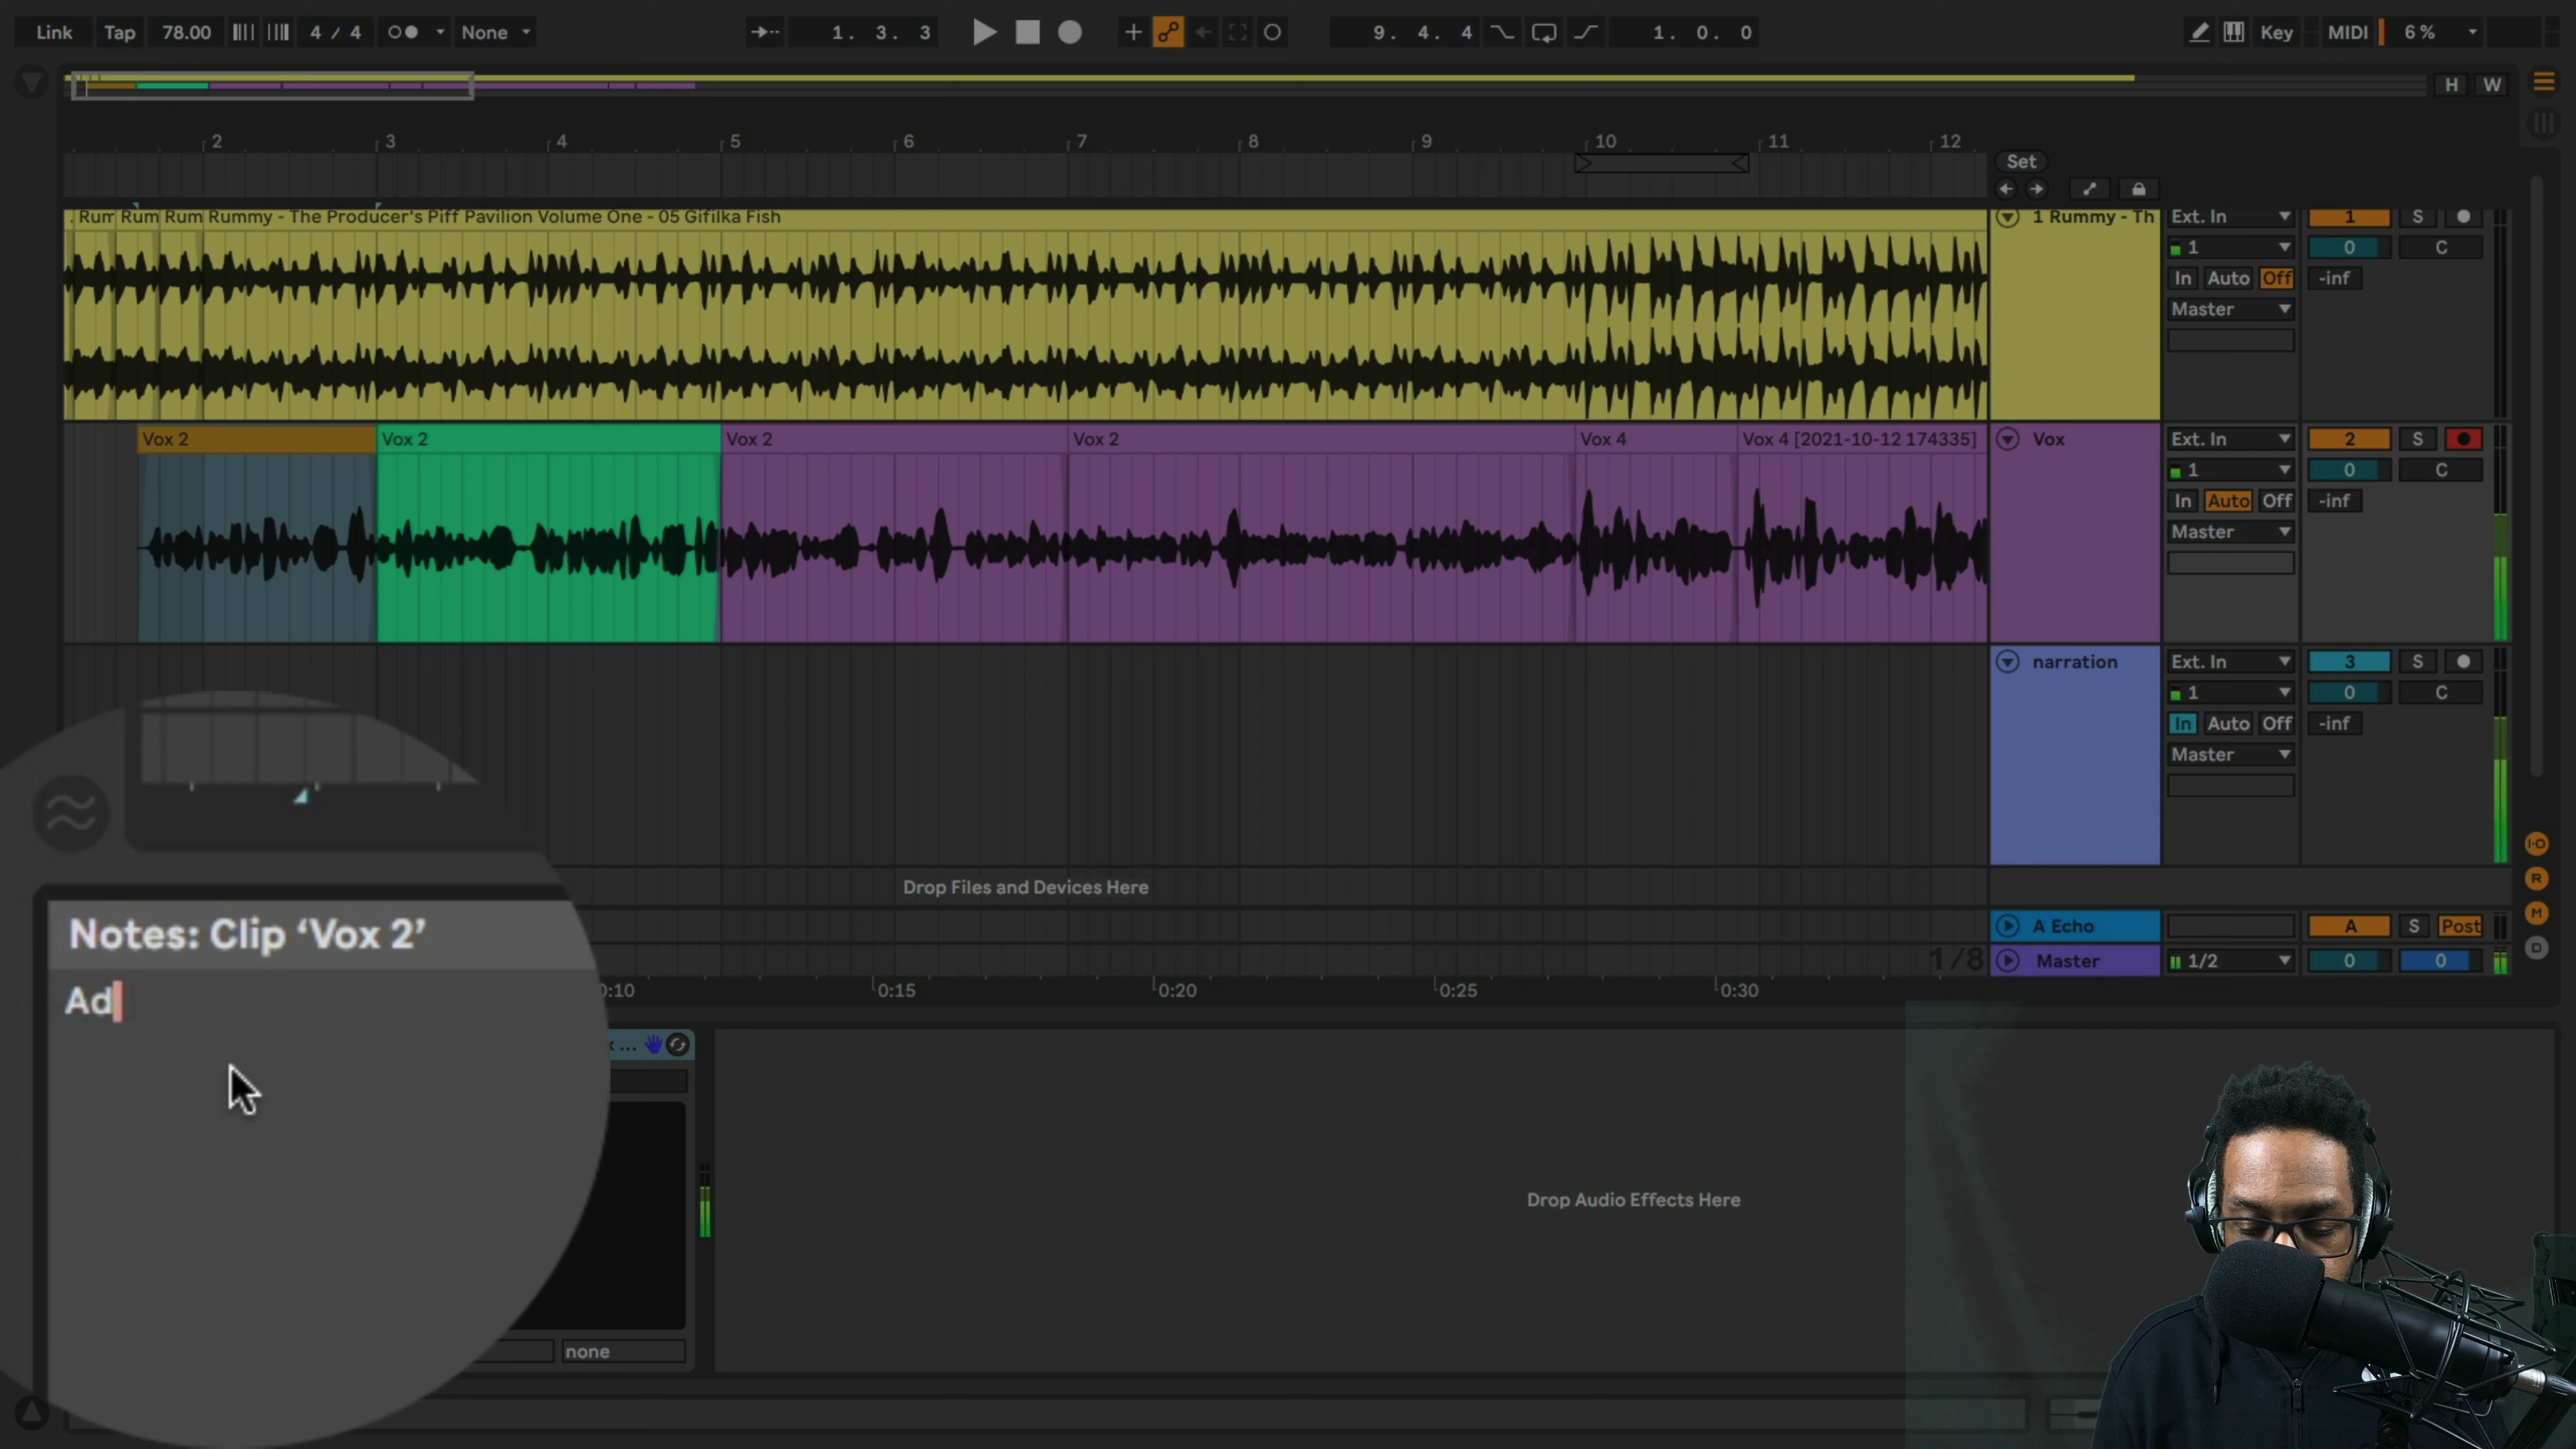 Link Tap 78.00 4 / 4 None 1. 3. 3 9. 4. 4 1. 0. 0 Key MIDI 6 %
H W
2 3 4 5 6 7 8 9 10 11 12
Set
Rum Rum Rum Rummy - The Producer's Piff Pavilion Volume One - 05 Gifilka Fish
1 Rummy - Th Ext. In 1 S
1 0 C
In Auto Off -inf
Master
Vox 2 Vox 2 Vox 2 Vox 2 Vox 4 Vox 4 [2021-10-12 174335]
Vox Ext. In 2 S
1 0 C
In Auto Off -inf
Master
narration Ext. In 3 S
1 0 C
In Auto Off -inf
Master
I-O
R
M
D
Drop Files and Devices Here
A Echo A S Post
1/8 Master 1/2 0 0
0:10 0:15 0:20 0:25 0:30
Notes: Clip ‘Vox 2’
Ad
Drop Audio Effects Here
none